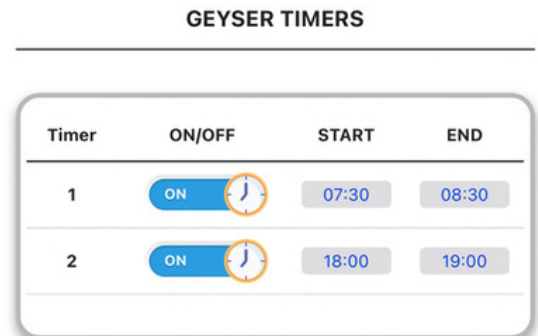 GEYSER TIMERS
Timer ON/OFF START END
1 ON 07:30 08:30
2 ON 18:00 19:00